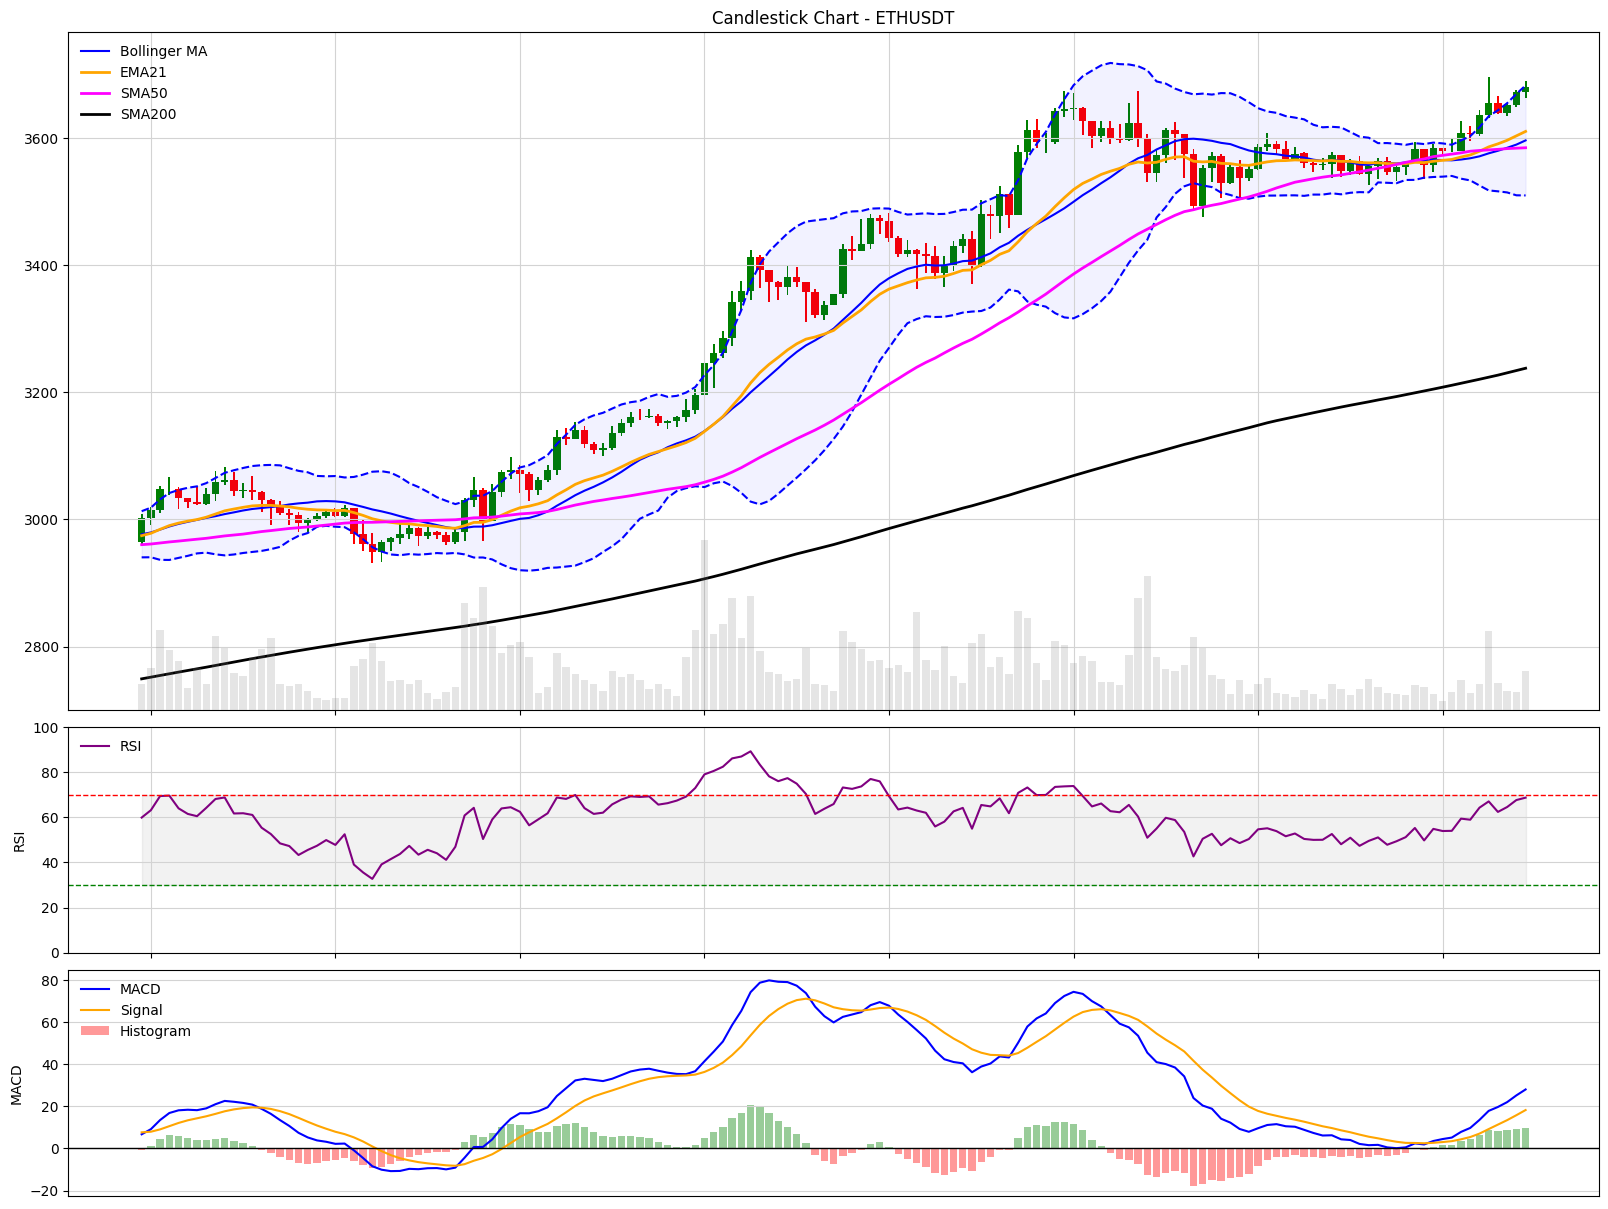 Candlestick Chart - ETHUSDT
Bollinger MA
EMA21
SMA50
SMA200
3600
3400
3200
3000
2800
100
80
60
40
20
0
RSI
RSI
80
60
40
20
0
−20
MACD
MACD
Signal
Histogram